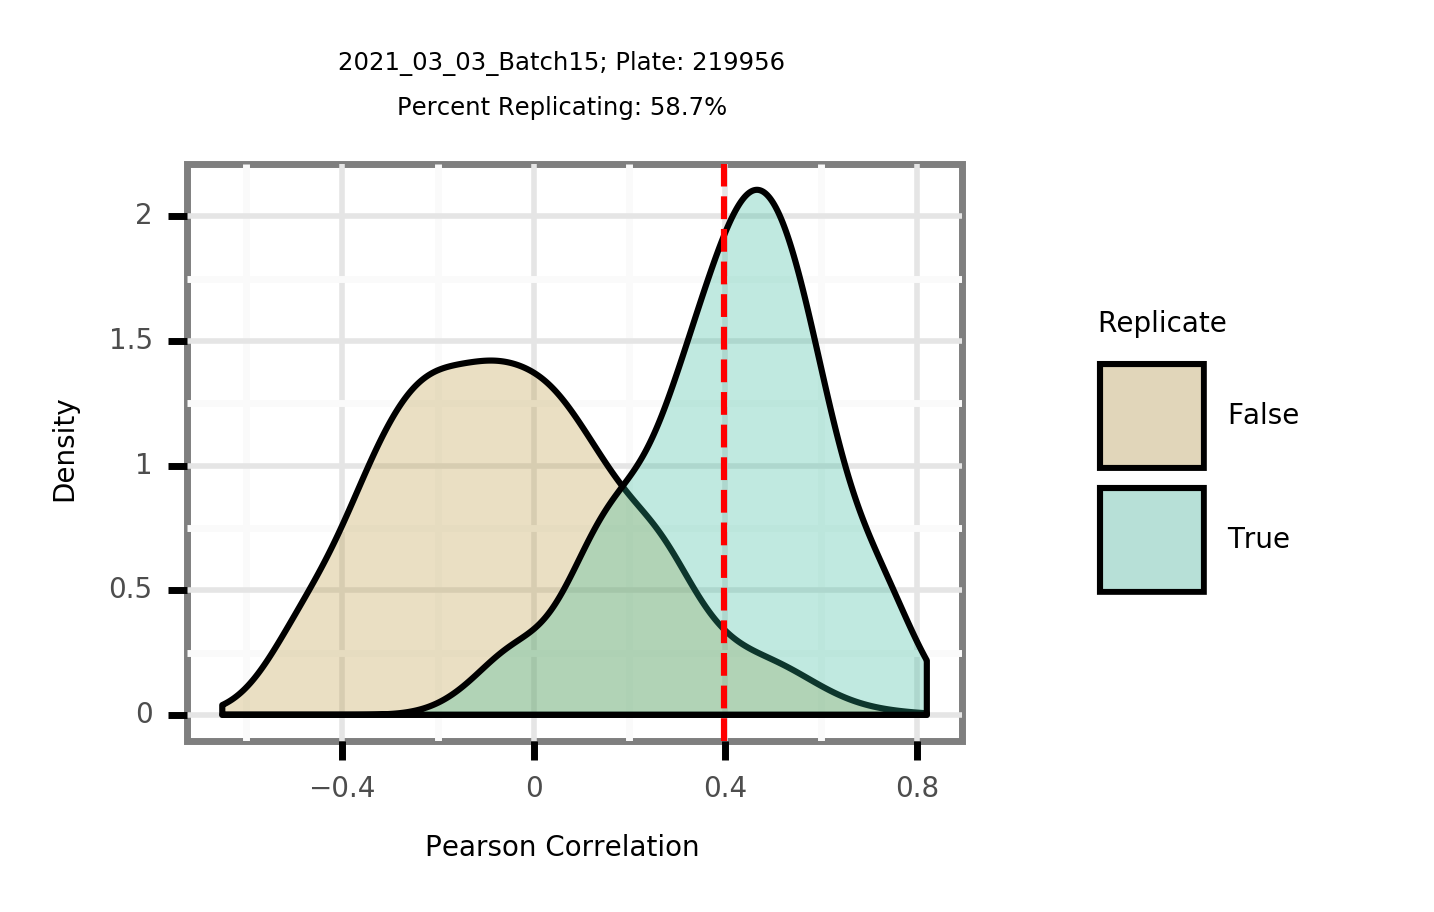 2021_03_03_Batch15; Plate: 219956
Percent Replicating: 58.7%
2
1.5
1
0.5
0
Density
−0.4
0
0.4
0.8
Pearson Correlation
Replicate
False
True